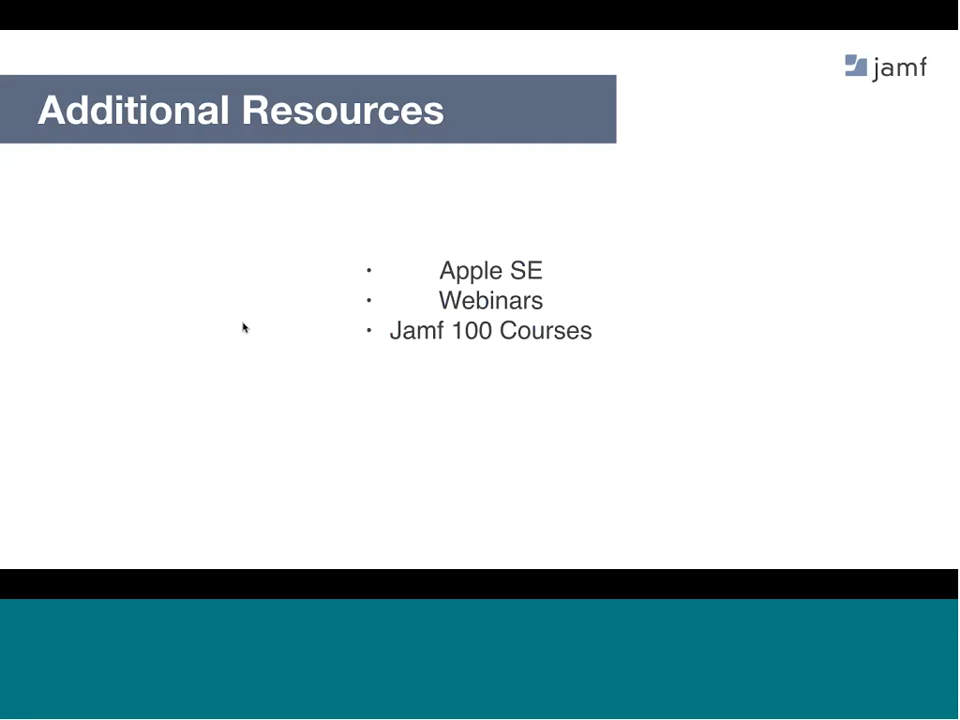 jamf
Additional Resources
• Apple SE
• Webinars
• Jamf 100 Courses